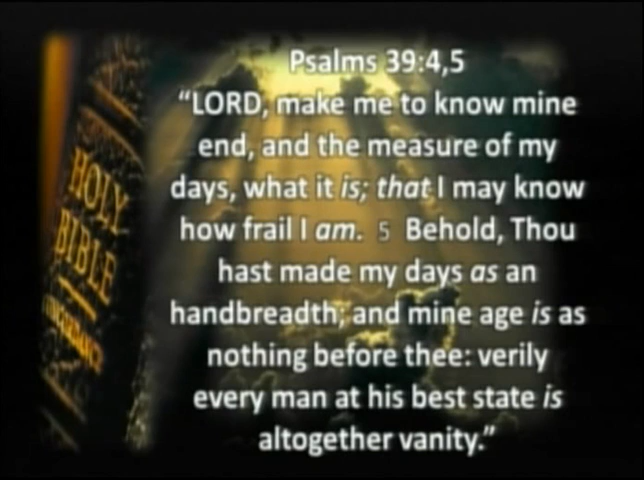 Psalms 39:4,5
“LORD, make me to know mine
end, and the measure of my
days, what it is; that I may know
how frail I am. 5 Behold, Thou
hast made my days as an
handbreadth; and mine age is as
nothing before thee: verily
every man at his best state is
altogether vanity.”
HOLY
BIBLE